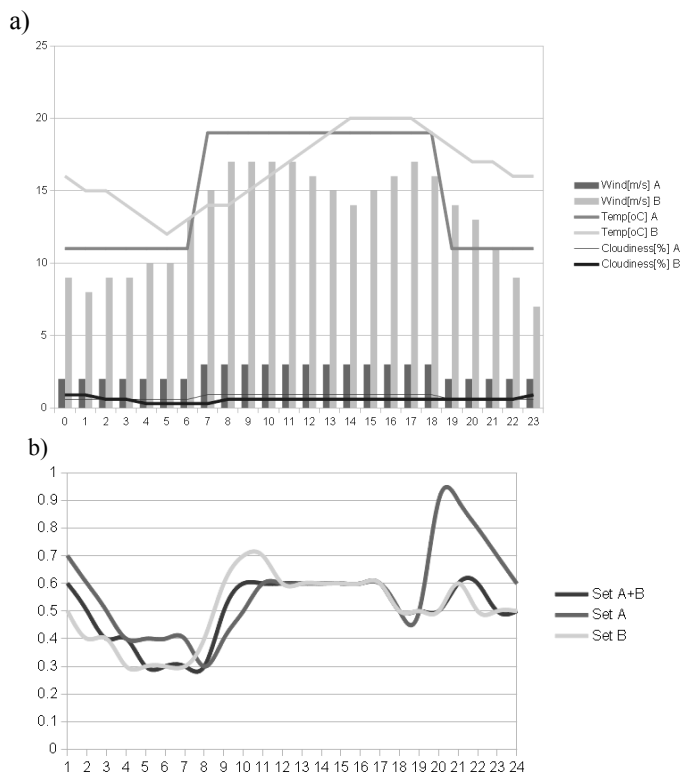 a)
25
20
15
10
5
0
0 1 2 3 4 5 6 7 8 9 10 11 12 13 14 15 16 17 18 19 20 21 22 23
Wind[m/s] A
Wind[m/s] B
Temp[oC] A
Temp[oC] B
Cloudiness[%] A
Cloudiness[%] B
b)
1
0.9
0.8
0.7
0.6
0.5
0.4
0.3
0.2
0.1
0
1 2 3 4 5 6 7 8 9 10 11 12 13 14 15 16 17 18 19 20 21 22 23 24
Set A+B
Set A
Set B